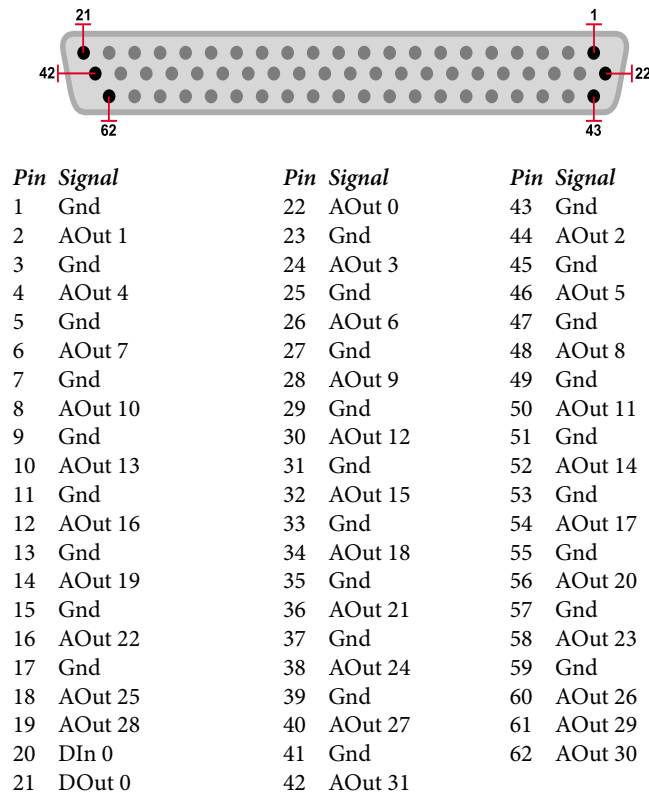 21 1
42 22
62 43
Pin Signal Pin Signal Pin Signal
1 Gnd 22 AOut 0 43 Gnd
2 AOut 1 23 Gnd 44 AOut 2
3 Gnd 24 AOut 3 45 Gnd
4 AOut 4 25 Gnd 46 AOut 5
5 Gnd 26 AOut 6 47 Gnd
6 AOut 7 27 Gnd 48 AOut 8
7 Gnd 28 AOut 9 49 Gnd
8 AOut 10 29 Gnd 50 AOut 11
9 Gnd 30 AOut 12 51 Gnd
10 AOut 13 31 Gnd 52 AOut 14
11 Gnd 32 AOut 15 53 Gnd
12 AOut 16 33 Gnd 54 AOut 17
13 Gnd 34 AOut 18 55 Gnd
14 AOut 19 35 Gnd 56 AOut 20
15 Gnd 36 AOut 21 57 Gnd
16 AOut 22 37 Gnd 58 AOut 23
17 Gnd 38 AOut 24 59 Gnd
18 AOut 25 39 Gnd 60 AOut 26
19 AOut 28 40 AOut 27 61 AOut 29
20 DIn 0 41 Gnd 62 AOut 30
21 DOut 0 42 AOut 31